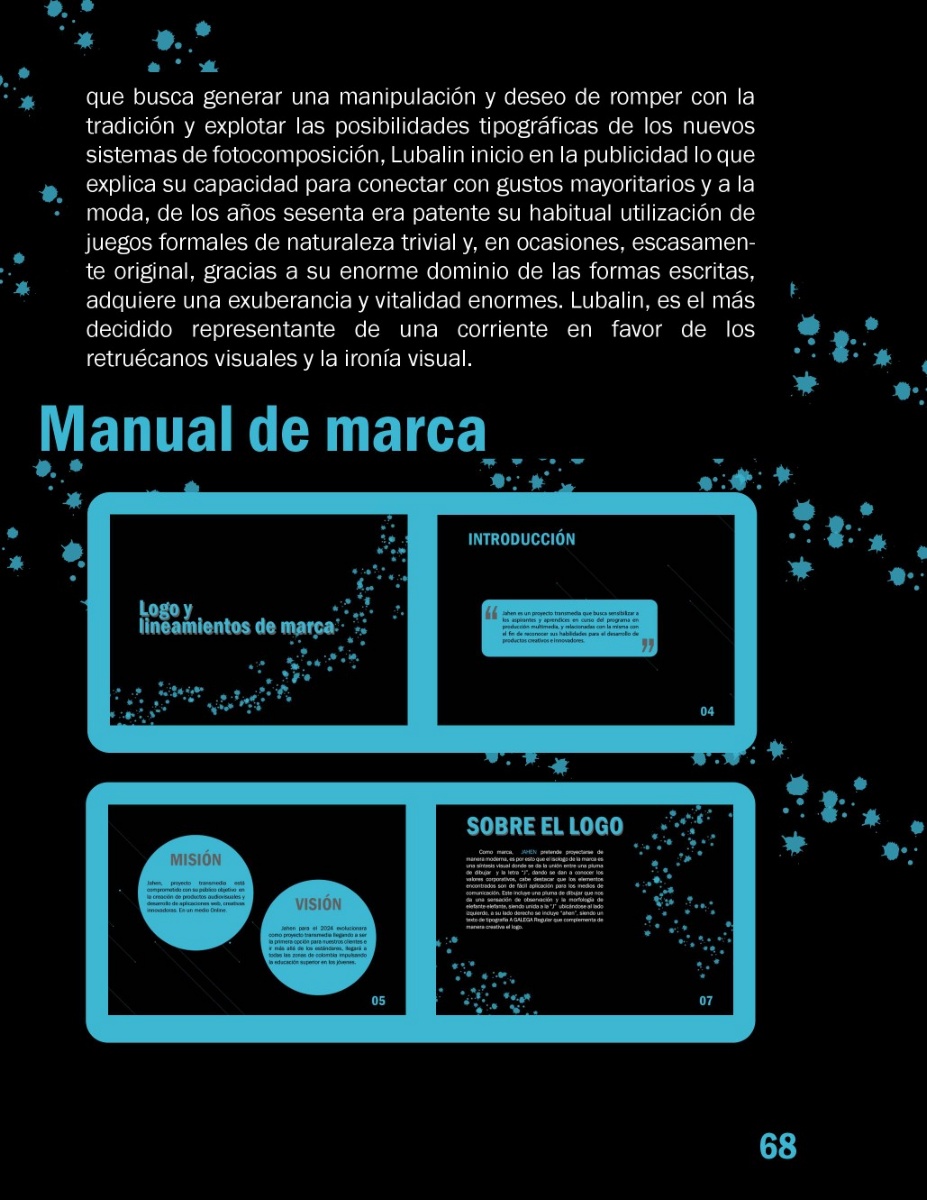 que busca generar una manipulación y deseo de romper con la
tradición y explotar las posibilidades tipográficas de los nuevos
sistemas de fotocomposición, Lubalin inicio en la publicidad lo que
explica su capacidad para conectar con gustos mayoritarios y a la
moda, de los años sesenta era patente su habitual utilización de
juegos formales de naturaleza trivial y, en ocasiones, escasamen-
te original, gracias a su enorme dominio de las formas escritas,
adquiere una exuberancia y vitalidad enormes. Lubalin, es el más
decidido representante de una corriente en favor de los
retruécanos visuales y la ironía visual.
Manual de marca
Logo y
lineamientos de marca
INTRODUCCIÓN
“
Jahen es un proyecto transmedia que busca sensibilizar a
los aspirantes y aprendices en curso del programa en
producción multimedia, y relacionadas con la misma con
el fin de reconocer sus habilidades para el desarrollo de
productos creativos e innovadores.
”
04
MISIÓN
Jahen, proyecto transmedia está
comprometido con su público objetivo en
la creación de productos audiovisuales y
desarrollo de aplicaciones web, creativas
innovadoras. En un medio Online.
VISIÓN
Jahen para el 2024 evolucionara
como proyecto transmedia llegando a ser
la primera opción para nuestros clientes e
ir más allá de los estándares, llegará a
todas las zonas de colombia impulsando
la educación superior en los jóvenes.
05
SOBRE EL LOGO
Como marca, JAHEN pretende proyectarse de
manera moderna, es por esto que el isologo de la marca es
una síntesis visual donde se da la unión entre una pluma
de dibujar y la letra “J”, dando se dan a conocer los
valores corporativos, cabe destacar que los elementos
encontrados son de fácil aplicación para los medios de
comunicación. Este incluye una pluma de dibujar que nos
da una sensación de observación y la morfología de
elefante-elefante, siendo unida a la “J” ubicándose al lado
izquierdo, a su lado derecho se incluye “ahen”, siendo un
texto de tipografía A GALEGA Reguler que complementa de
manera creative el logo.
07
68